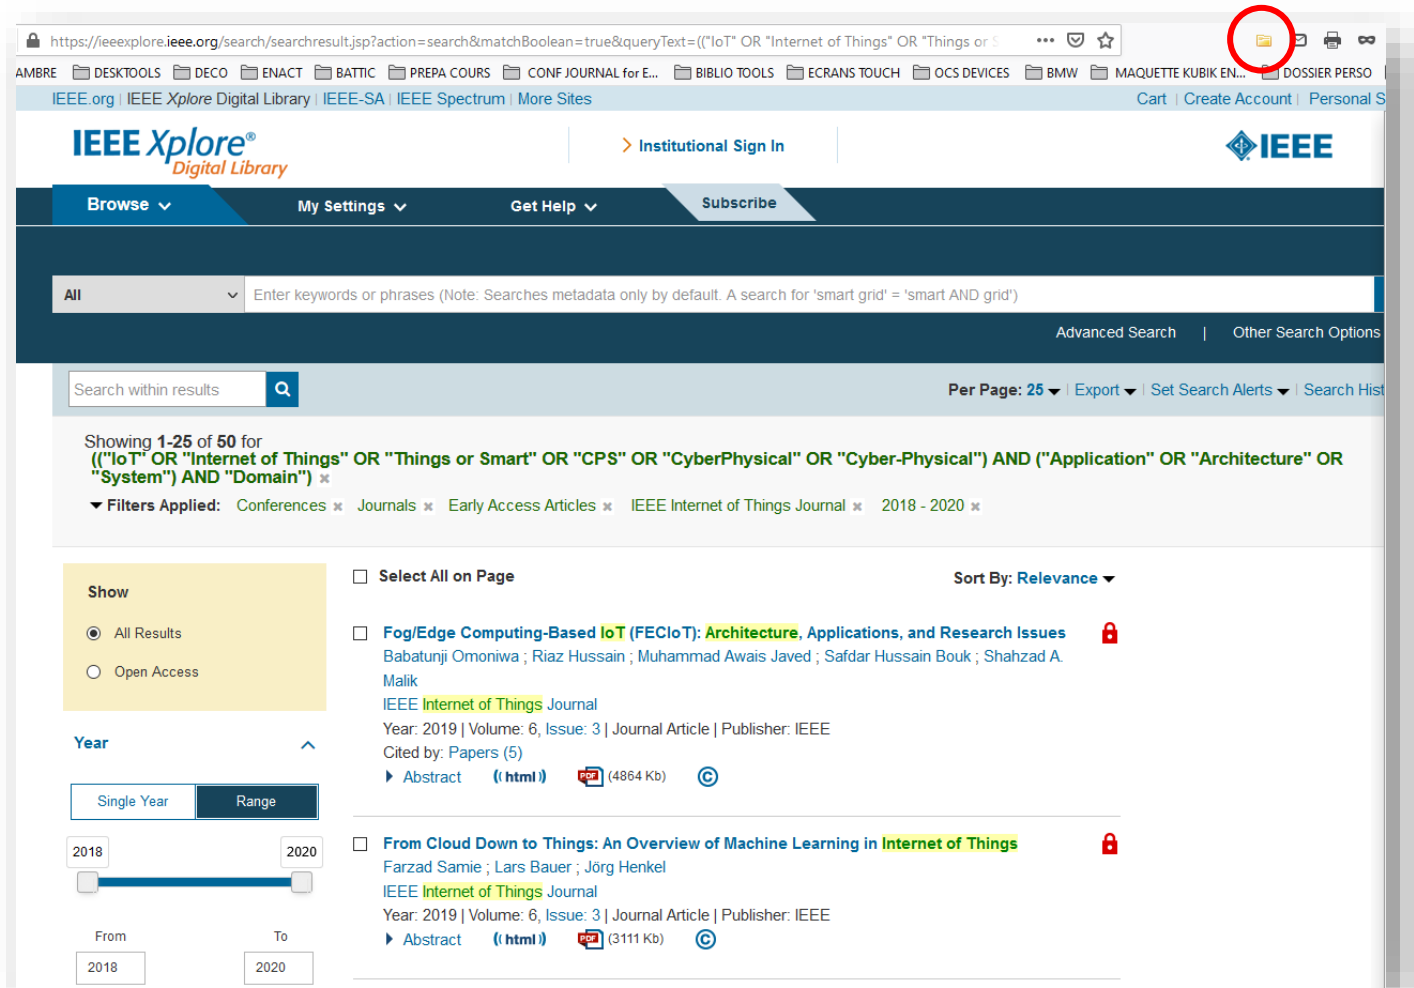 https://ieeexplore.ieee.org/search/searchresult.jsp?action=search&matchBoolean=true&queryText=(("IoT" OR "Internet of Things" OR "Things or S
AMBRE DESKTOOLS DECO ENACT BATTIC PREPA COURS CONF JOURNAL for E... BIBLIO TOOLS ECRANS TOUCH OCS DEVICES BMW MAQUETTE KUBIK EN... DOSSIER PERSO
IEEE.org | IEEE Xplore Digital Library | IEEE-SA | IEEE Spectrum | More Sites Cart | Create Account | Personal S
IEEE Xplore®
Digital Library
Institutional Sign In
IEEE
Browse My Settings Get Help Subscribe
All Enter keywords or phrases (Note: Searches metadata only by default. A search for 'smart grid' = 'smart AND grid')
Advanced Search | Other Search Options
Search within results Per Page: 25 | Export | Set Search Alerts | Search Hist
Showing 1-25 of 50 for
(("IoT" OR "Internet of Things" OR "Things or Smart" OR "CPS" OR "CyberPhysical" OR "Cyber-Physical") AND ("Application" OR "Architecture" OR
"System") AND "Domain") ×
Filters Applied: Conferences × Journals × Early Access Articles × IEEE Internet of Things Journal × 2018 - 2020 ×
Show
All Results
Open Access
Year
Single Year Range
2018 2020
From To
2018 2020
Select All on Page Sort By: Relevance
Fog/Edge Computing-Based IoT (FECIoT): Architecture, Applications, and Research Issues
Babatunji Omoniwa ; Riaz Hussain ; Muhammad Awais Javed ; Safdar Hussain Bouk ; Shahzad A.
Malik
IEEE Internet of Things Journal
Year: 2019 | Volume: 6, Issue: 3 | Journal Article | Publisher: IEEE
Cited by: Papers (5)
Abstract ((html)) PDF (4864 Kb) ©
From Cloud Down to Things: An Overview of Machine Learning in Internet of Things
Farzad Samie ; Lars Bauer ; Jörg Henkel
IEEE Internet of Things Journal
Year: 2019 | Volume: 6, Issue: 3 | Journal Article | Publisher: IEEE
Abstract ((html)) PDF (3111 Kb) ©